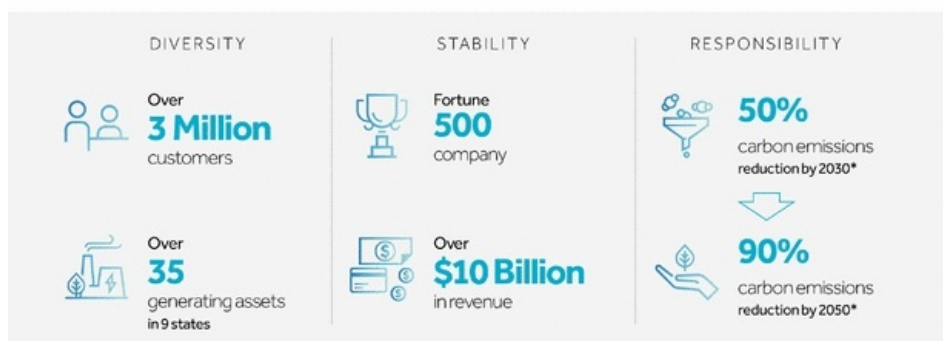 DIVERSITY
Over
3 Million
customers
Over
35
generating assets
in 9 states
STABILITY
Fortune
500
company
Over
$10 Billion
in revenue
RESPONSIBILITY
50%
carbon emissions
reduction by 2030*
90%
carbon emissions
reduction by 2050*